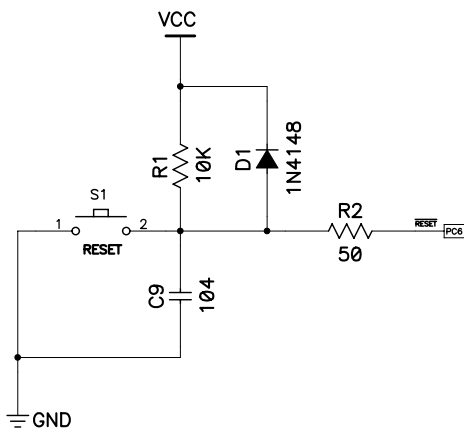 VCC
R1
10K
D1
1N4148
S1
1
2
RESET
R2
50
RESET
PC6
C9
104
GND